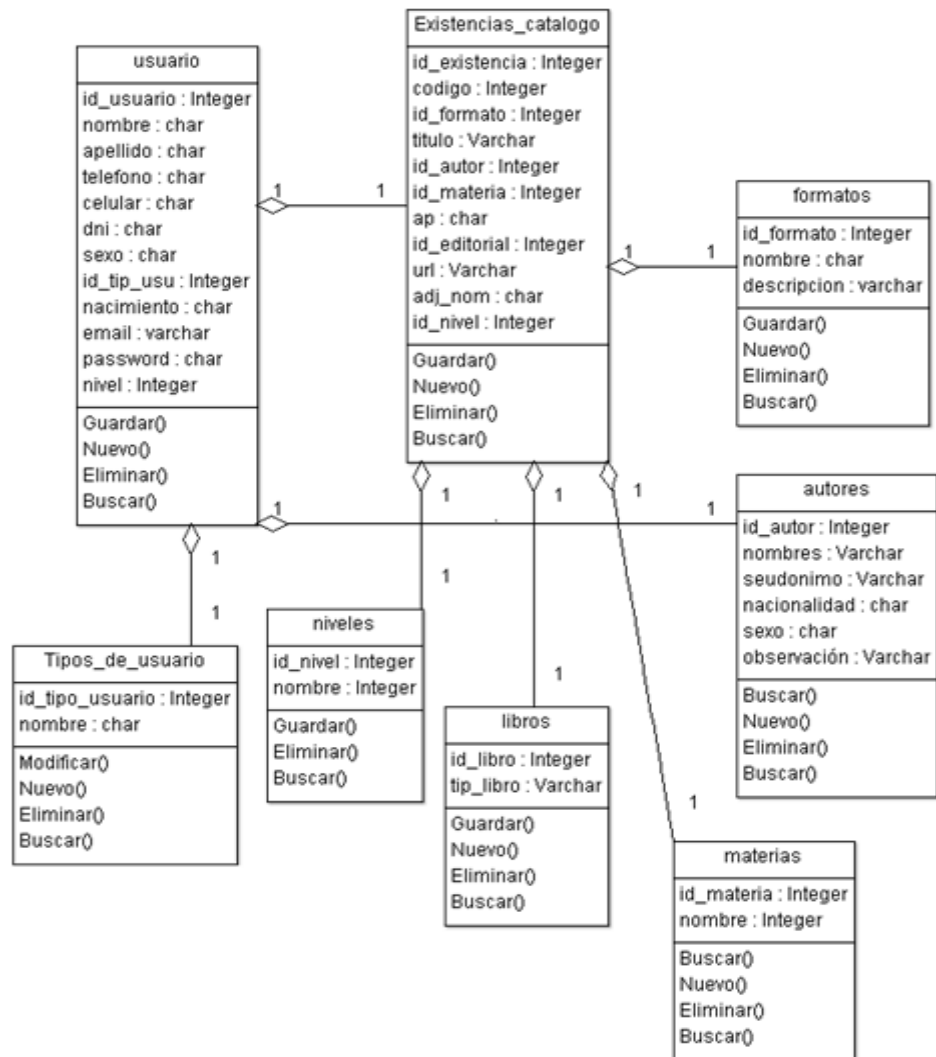 usuario
id_usuario : Integer
nombre : char
apellido : char
telefono : char
celular : char
dni : char
sexo : char
id_tip_usu : Integer
nacimiento : char
email : varchar
password : char
nivel : Integer
Guardar()
Nuevo()
Eliminar()
Buscar()
1
1
Existencias_catalogo
id_existencia : Integer
codigo : Integer
id_formato : Integer
titulo : Varchar
id_autor : Integer
id_materia : Integer
ap : char
id_editorial : Integer
url : Varchar
adj_nom : char
id_nivel : Integer
Guardar()
Nuevo()
Eliminar()
Buscar()
1
1
formatos
id_formato : Integer
nombre : char
descripcion : varchar
Guardar()
Nuevo()
Eliminar()
Buscar()
1
1
autores
id_autor : Integer
nombres : Varchar
seudonimo : Varchar
nacionalidad : char
sexo : char
observación : Varchar
Buscar()
Nuevo()
Eliminar()
Buscar()
1
1
Tipos_de_usuario
id_tipo_usuario : Integer
nombre : char
Modificar()
Nuevo()
Eliminar()
Buscar()
1
1
niveles
id_nivel : Integer
nombre : Integer
Guardar()
Eliminar()
Buscar()
1
1
libros
id_libro : Integer
tip_libro : Varchar
Guardar()
Nuevo()
Eliminar()
Buscar()
1
1
materias
id_materia : Integer
nombre : Integer
Buscar()
Nuevo()
Eliminar()
Buscar()